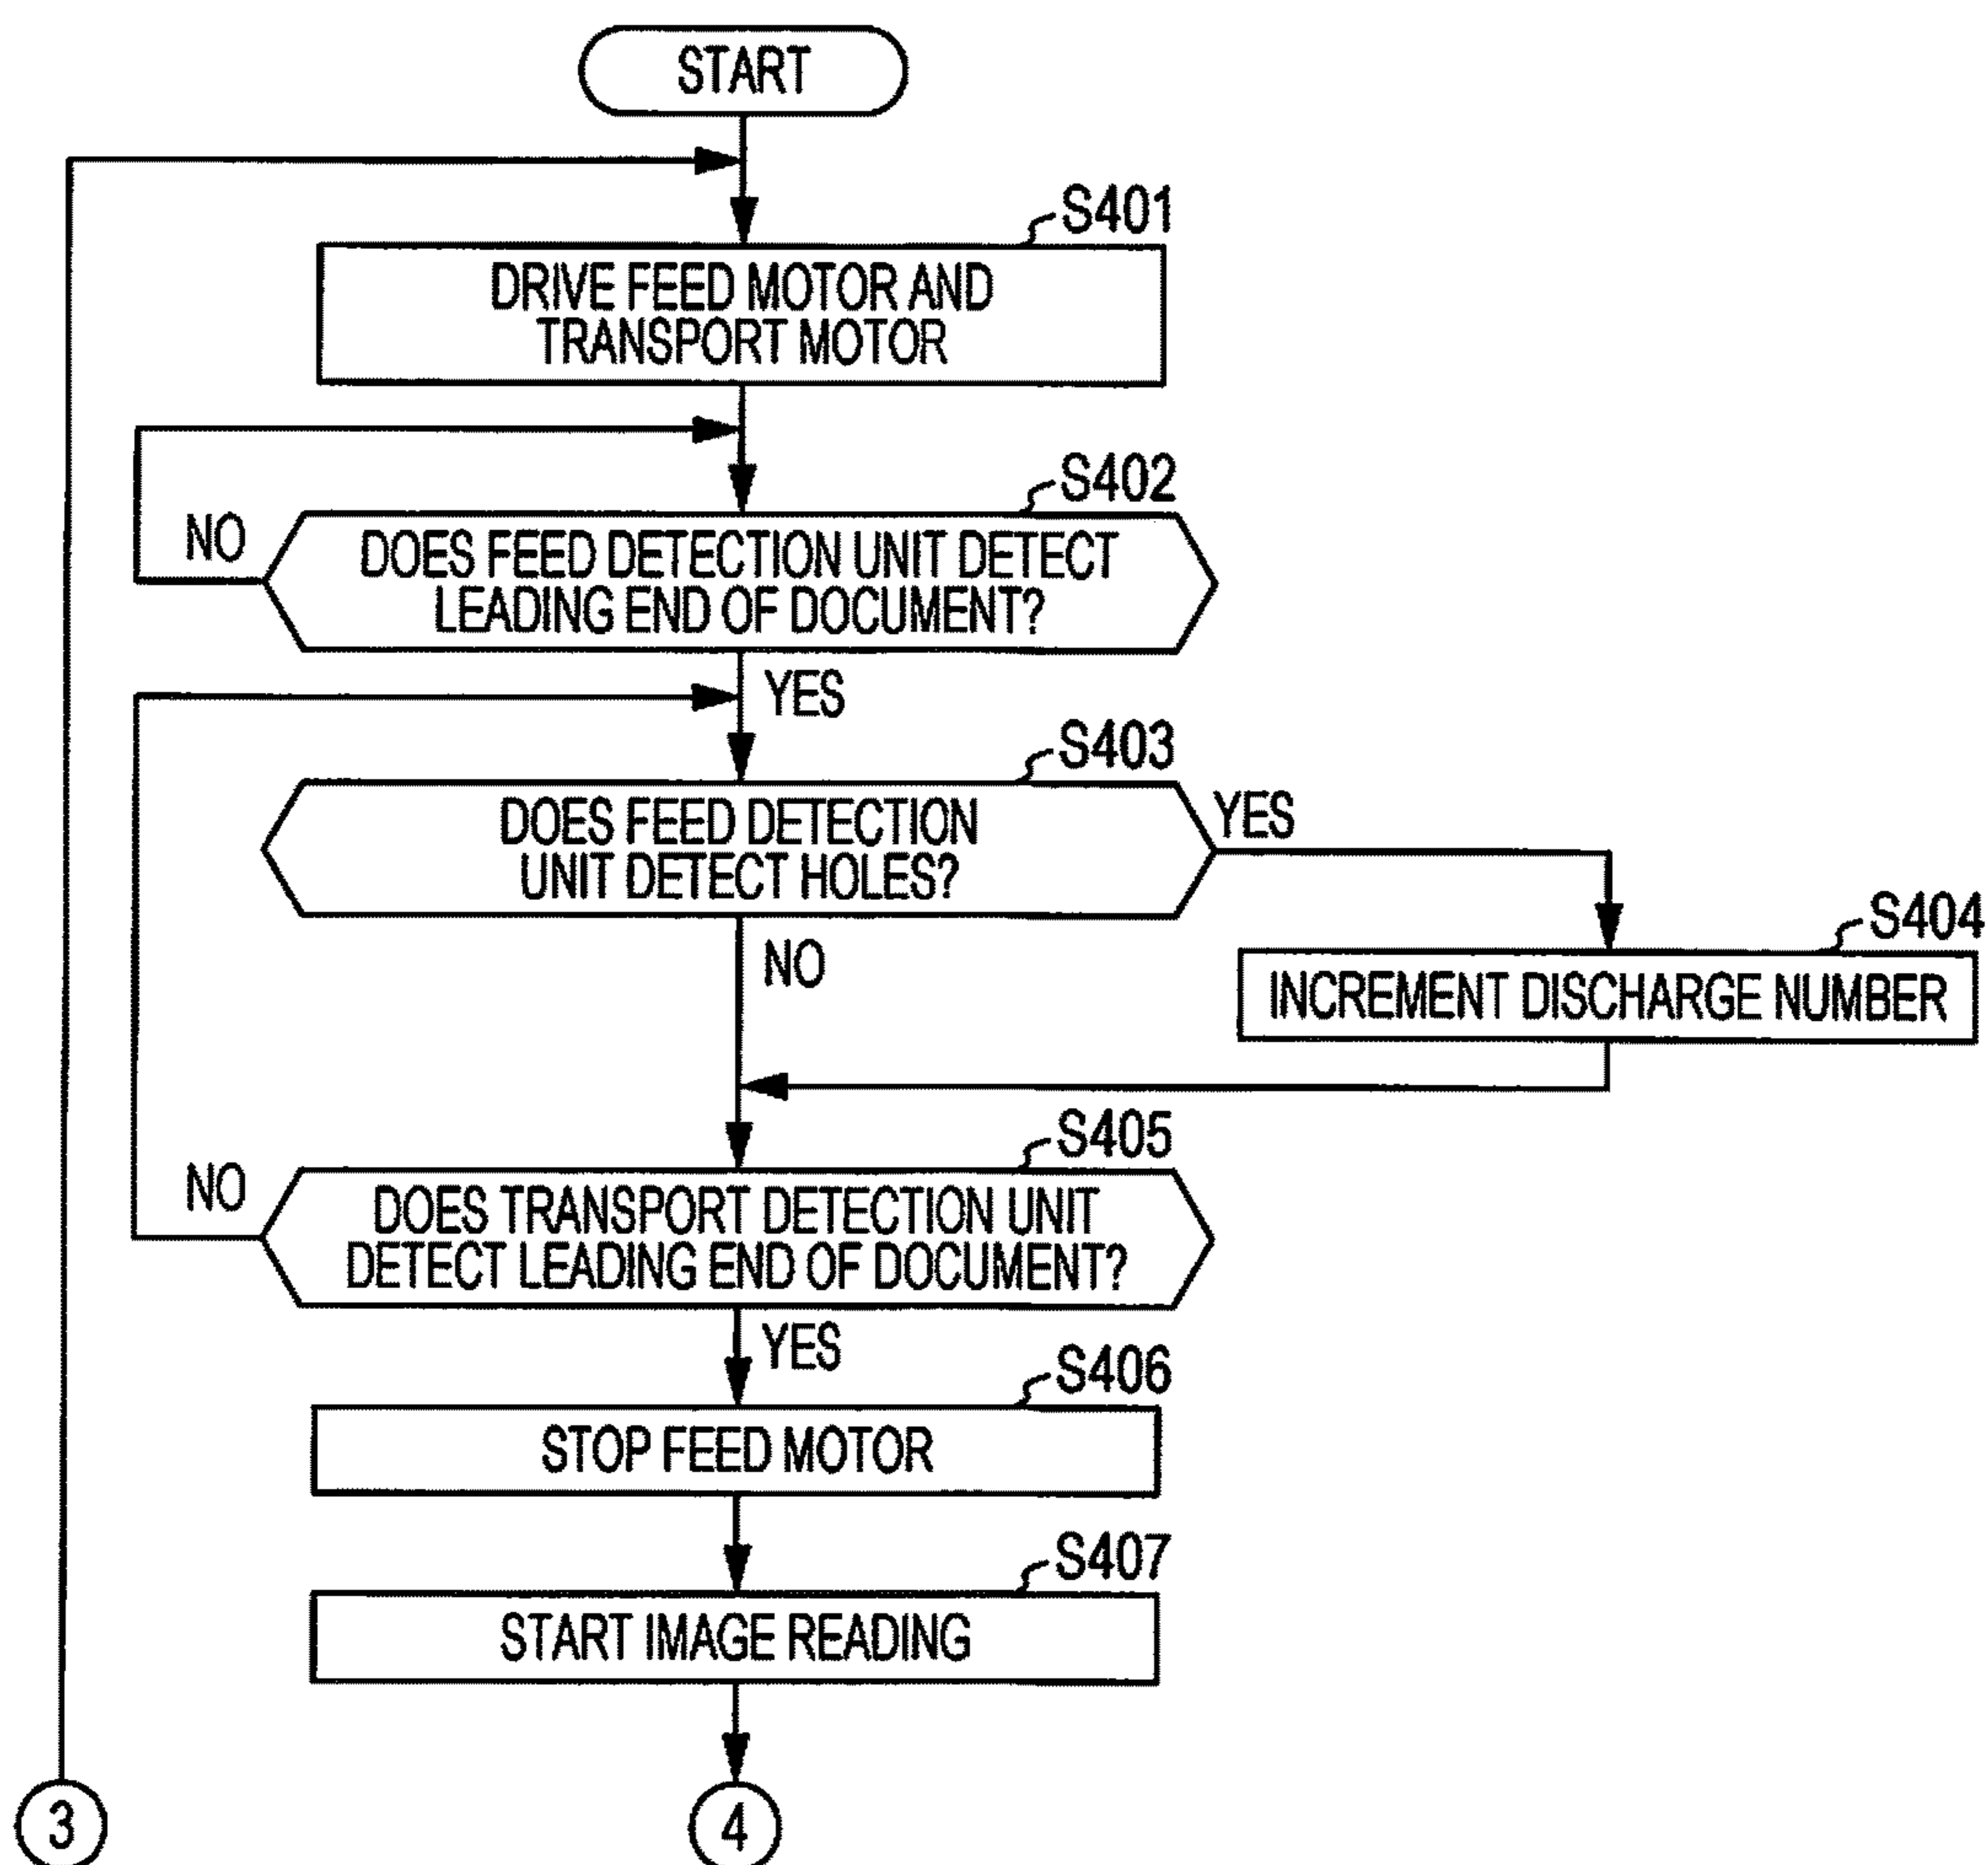 START
S401
DRIVE FEED MOTOR AND
TRANSPORT MOTOR
S402
NO
DOES FEED DETECTION UNIT DETECT
LEADING END OF DOCUMENT?
YES
S403
DOES FEED DETECTION
UNIT DETECT HOLES?
YES
NO
S404
INCREMENT DISCHARGE NUMBER
S405
NO
DOES TRANSPORT DETECTION UNIT
DETECT LEADING END OF DOCUMENT?
YES
S406
STOP FEED MOTOR
S407
START IMAGE READING
3
4